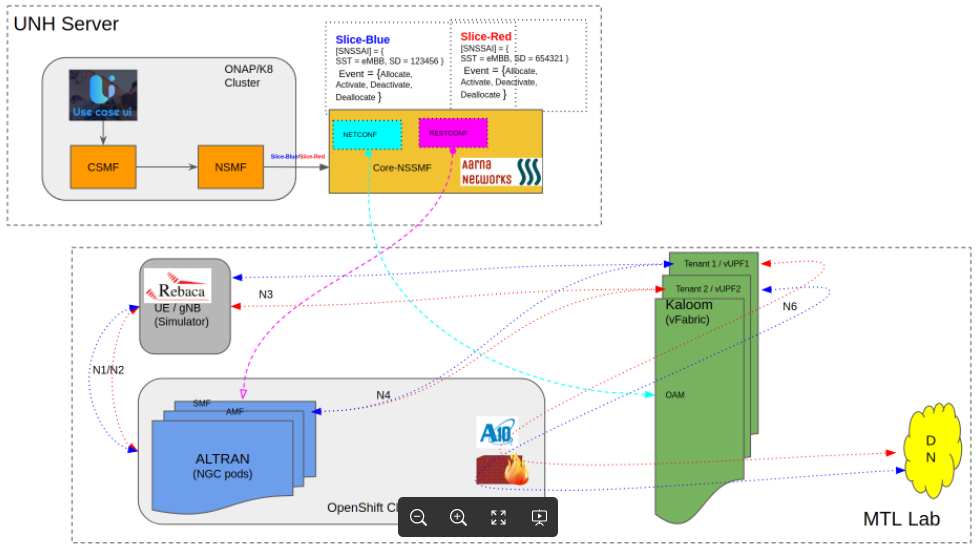 UNH Server
Slice-Blue
[SNSSAI] = {
SST = eMBB, SD = 123456 }
Event = {Allocate,
Activate, Deactivate,
Deallocate }
Slice-Red
[SNSSAI] = {
SST = eMBB, SD = 654321 }
Event = {Allocate,
Activate, Deactivate,
Deallocate }
ONAP/K8
Cluster
Use case ui
CSMF
NSMF
Slice-Blue/Slice-Red
NETCONF
RESTCONF
Core-NSSMF
Aarna
Networks
Rebaca
UE / gNB
(Simulator)
N3
Tenant 1 / vUPF1
Tenant 2 / vUPF2
Kaloom
(vFabric)
N6
N1/N2
N4
OAM
SMF
AMF
ALTRAN
(NGC pods)
A10
D
N
OpenShift
MTL Lab